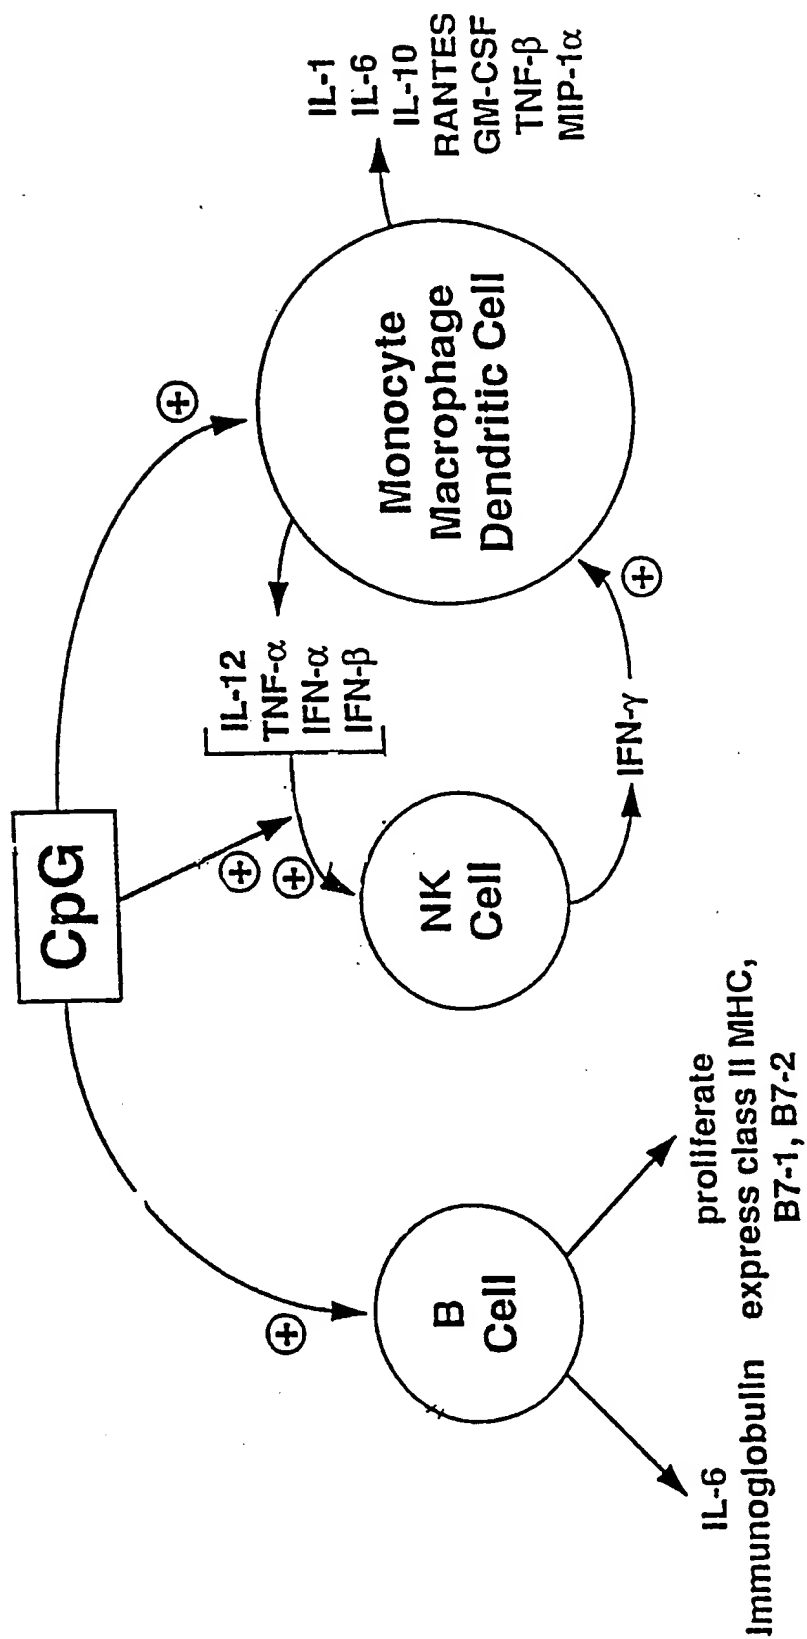 CpG
⊕
⊕
⊕
⊕
B
Cell
IL-6
Immunoglobulin
proliferate
express class II MHC,
B7-1, B7-2
NK
Cell
IL-12
TNF-α
IFN-α
IFN-β
IFN-γ
⊕
Monocyte
Macrophage
Dendritic Cell
IL-1
IL-6
IL-10
RANTES
GM-CSF
TNF-β
MIP-1α